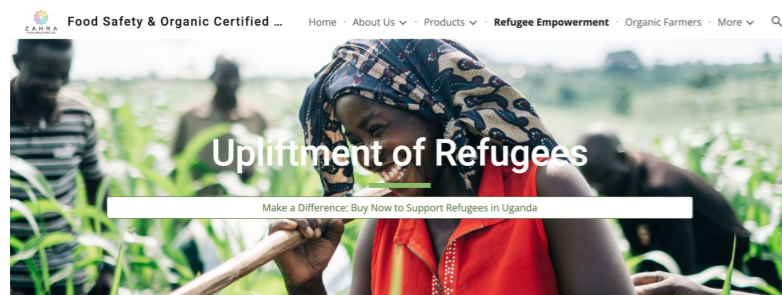 ZAHRA
Food Safety & Organic Certified ...
Home · About Us · Products · Refugee Empowerment · Organic Farmers · More
Upliftment of Refugees
Make a Difference: Buy Now to Support Refugees in Uganda